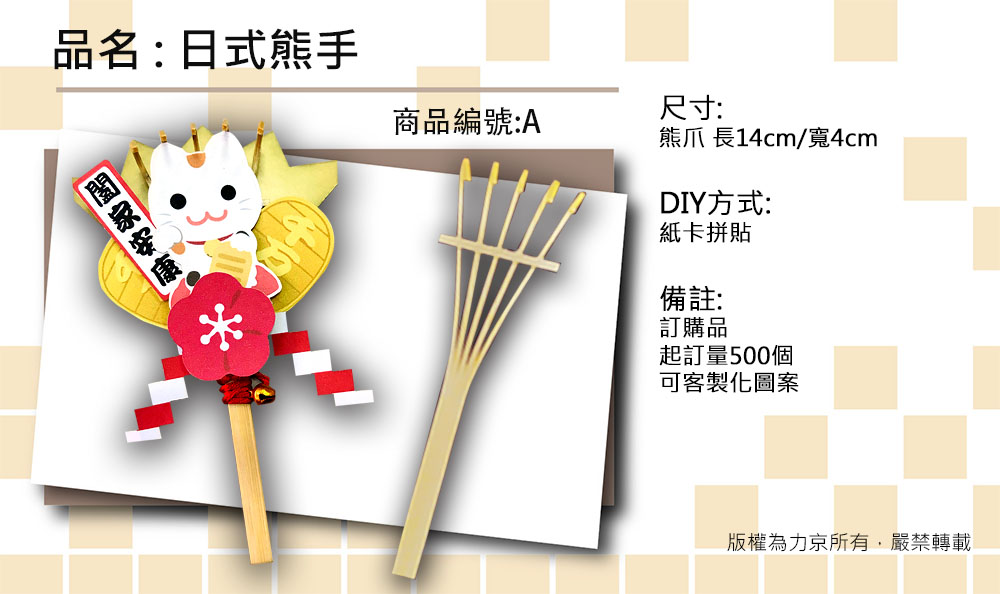 品名 : 日式熊手
商品編號:A
闔家安康
尺寸:
熊爪 長14cm/寬4cm
DIY方式:
紙卡拼貼
備註:
訂購品
起訂量500個
可客製化圖案
版權為力京所有，嚴禁轉載